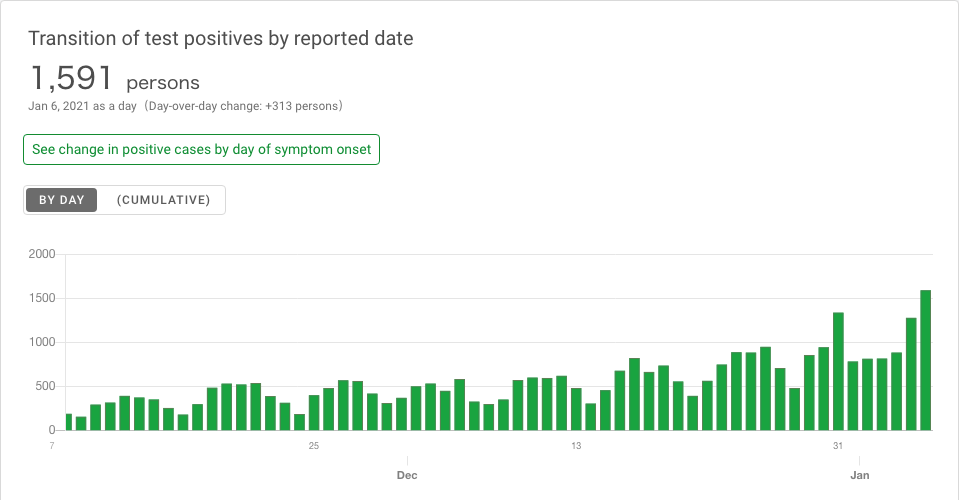 Transition of test positives by reported date
1,591 persons
Jan 6, 2021 as a day (Day-over-day change: +313 persons)
See change in positive cases by day of symptom onset
BY DAY (CUMULATIVE)
2000
1500
1000
500
0
7 25 13 31
Dec Jan